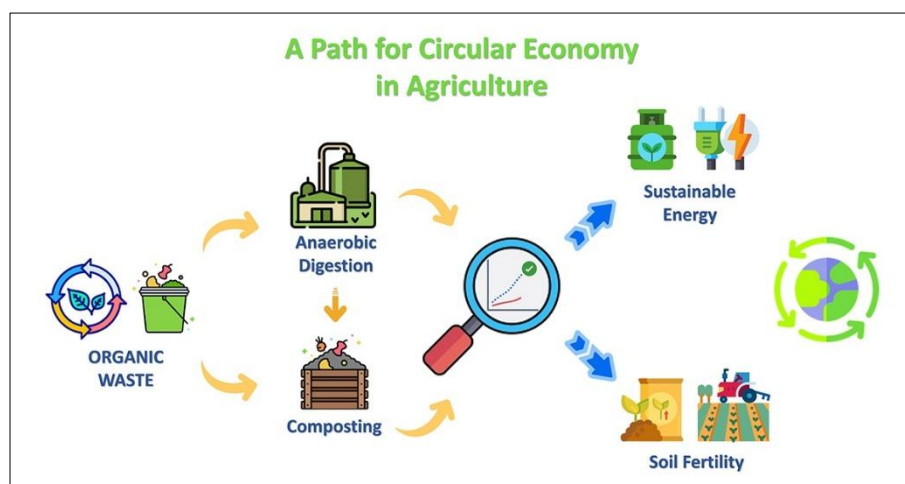 A Path for Circular Economy
in Agriculture
Sustainable
Energy
Anaerobic
Digestion
ORGANIC
WASTE
Composting
Soil Fertility